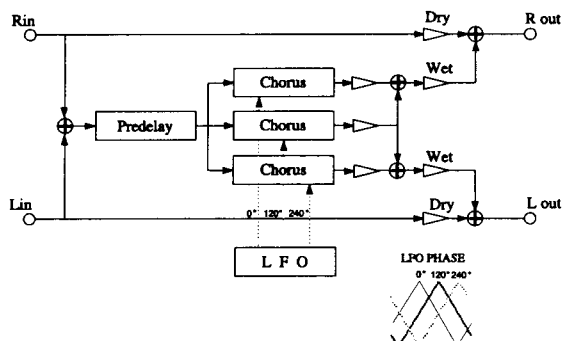 Rin
Dry
R out
Chorus
Wet
Predelay
Chorus
Chorus
Wet
Lin
0° 120° 240°
Dry
L out
L F O
LFO PHASE
0° 120° 240°